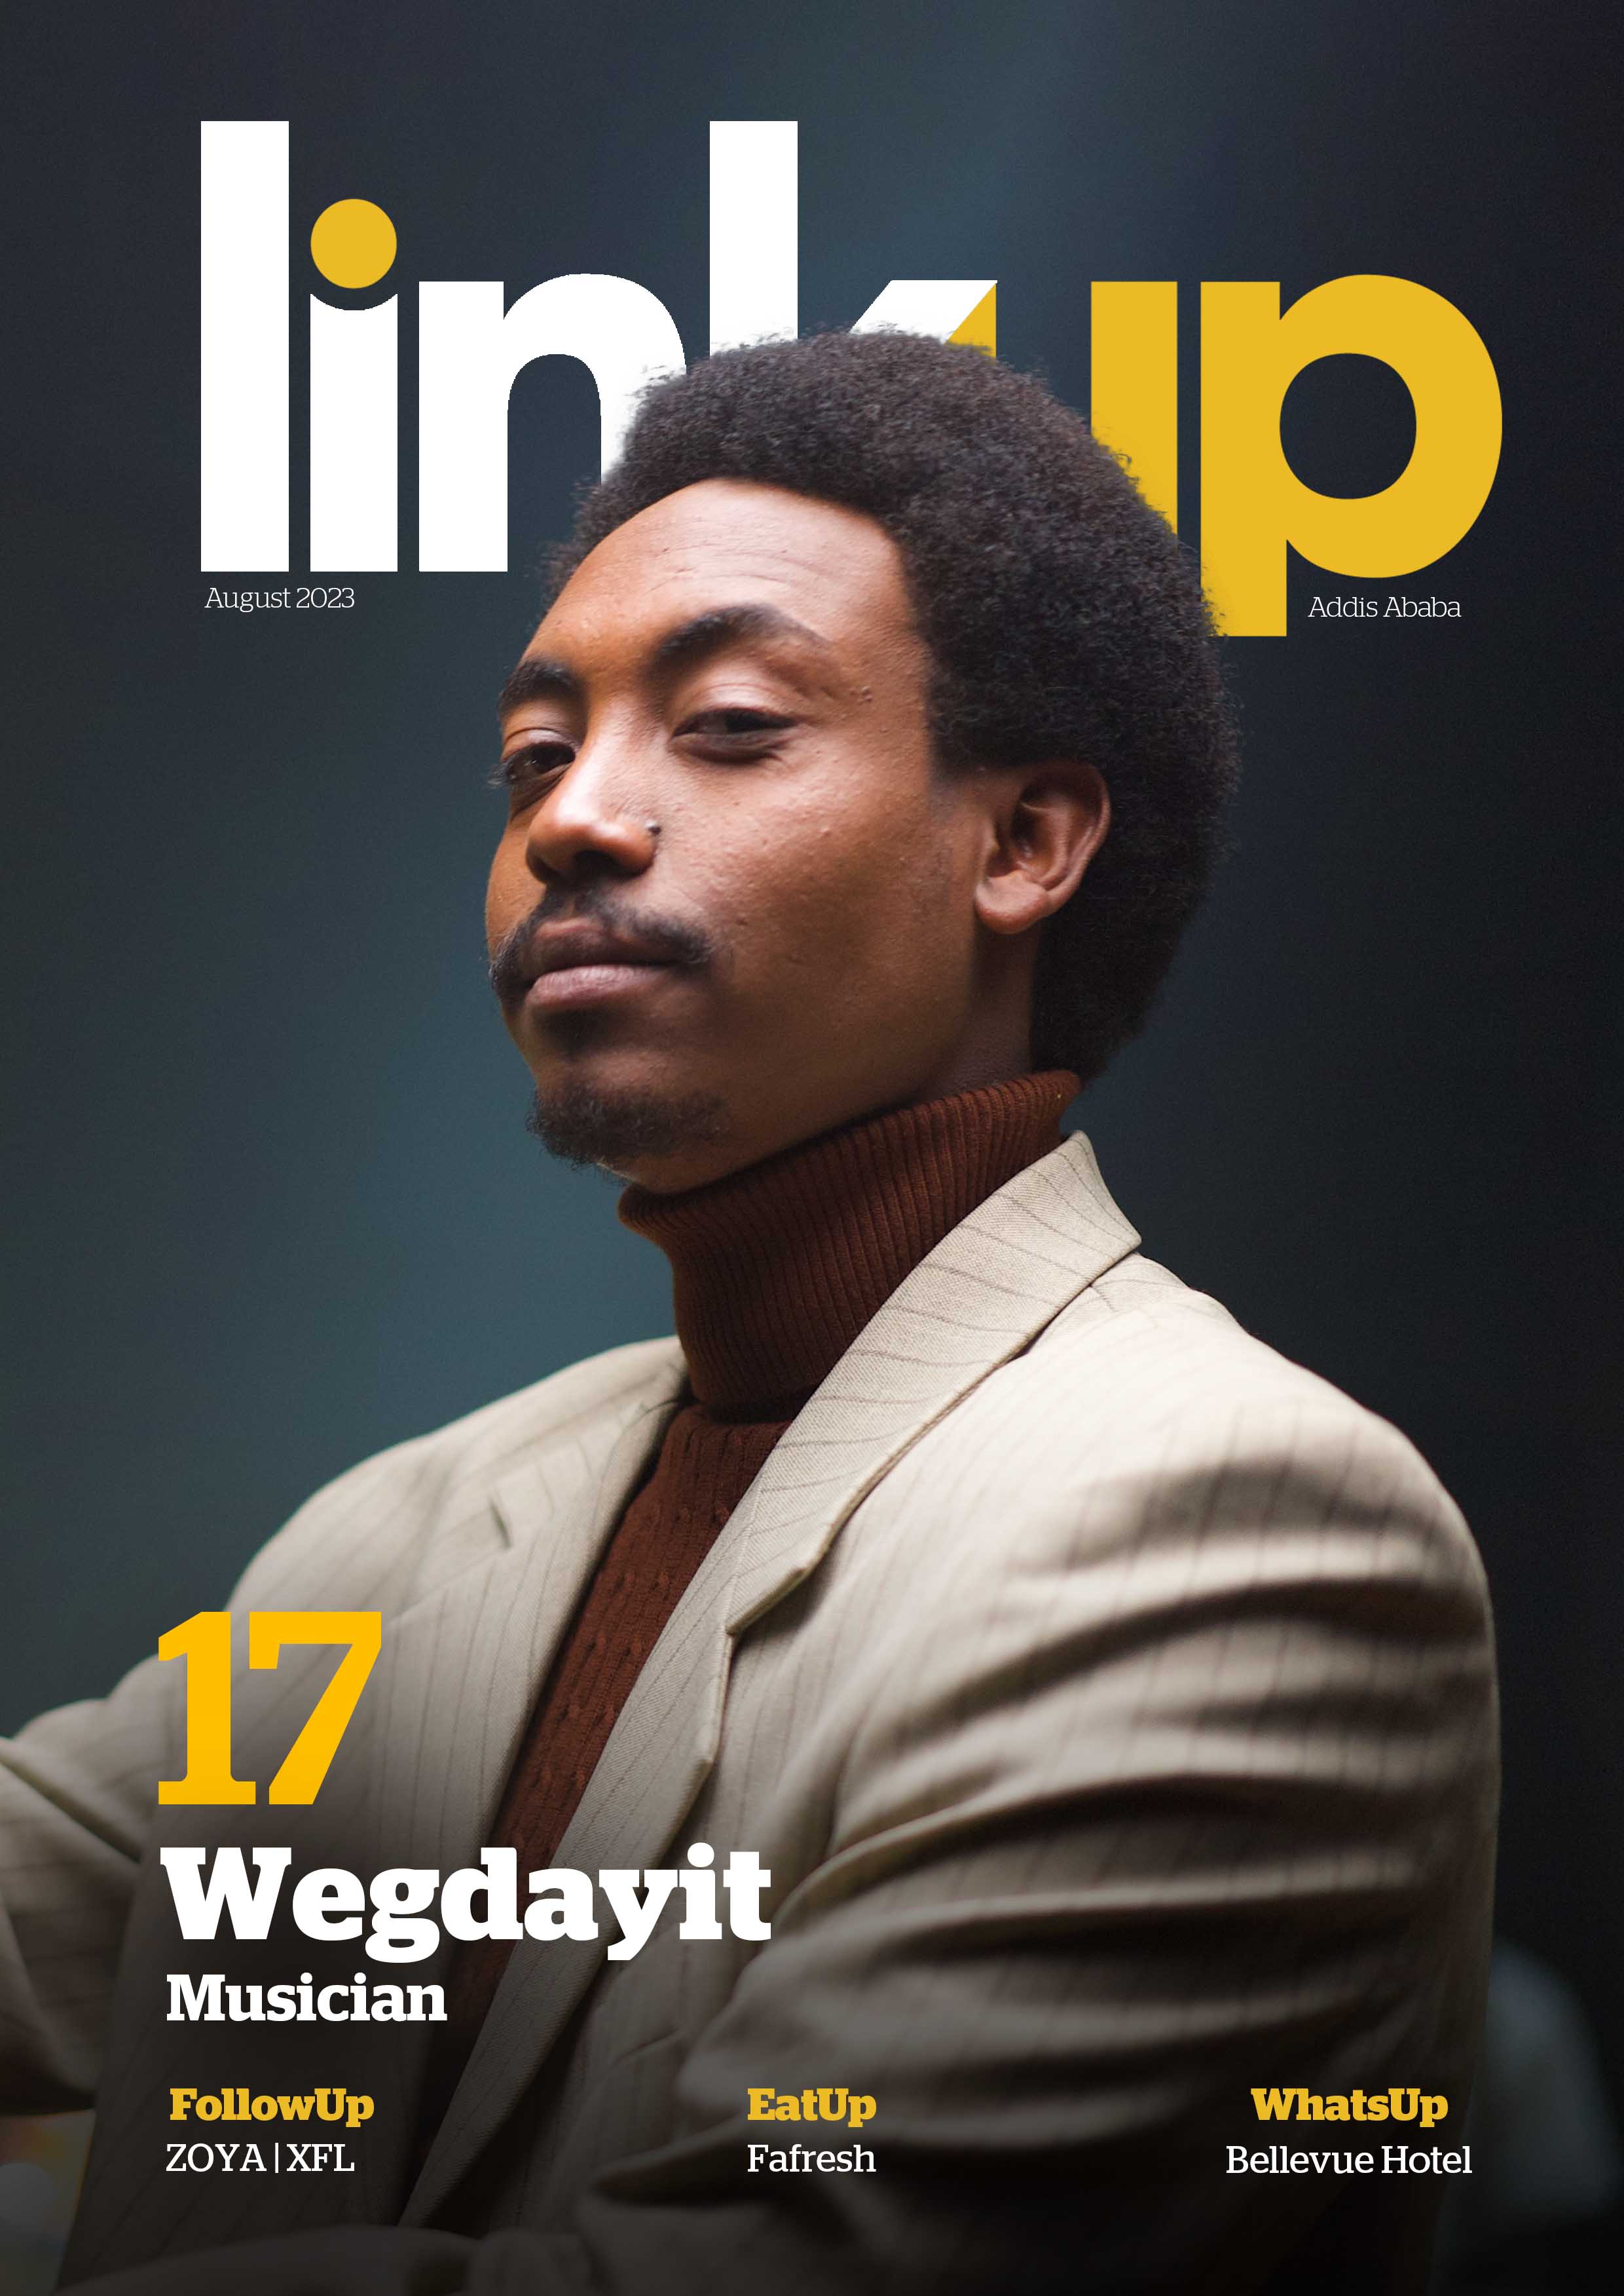 linkup
August 2023
Addis Ababa
17
Wegdayit
Musician
FollowUp
ZOYA | XFL
EatUp
Fafresh
WhatsUp
Bellevue Hotel